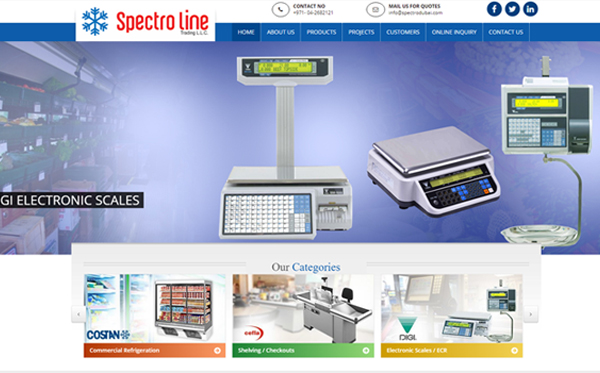 Spectro line
Trading L.L.C.
CONTACT NO
+971- 04-2682121
MAIL US FOR QUOTES
info@spectrodubai.com
HOME ABOUT US PRODUCTS PROJECTS CUSTOMERS ONLINE INQUIRY CONTACT US
GI ELECTRONIC SCALES
Our Categories
COSTAN
Commercial Refrigeration
cefla
Shelving / Checkouts
DIGI
Electronic Scales / ECR